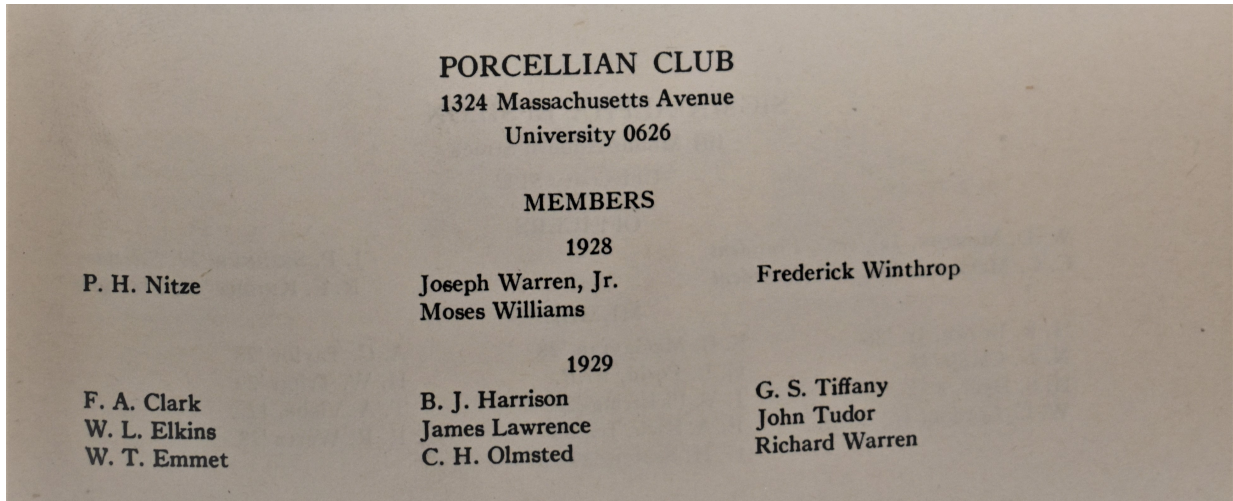 PORCELLIAN CLUB
1324 Massachusetts Avenue
University 0626
MEMBERS
1928
P. H. Nitze Joseph Warren, Jr. Frederick Winthrop
Moses Williams
1929
F. A. Clark B. J. Harrison G. S. Tiffany
W. L. Elkins James Lawrence John Tudor
W. T. Emmet C. H. Olmsted Richard Warren